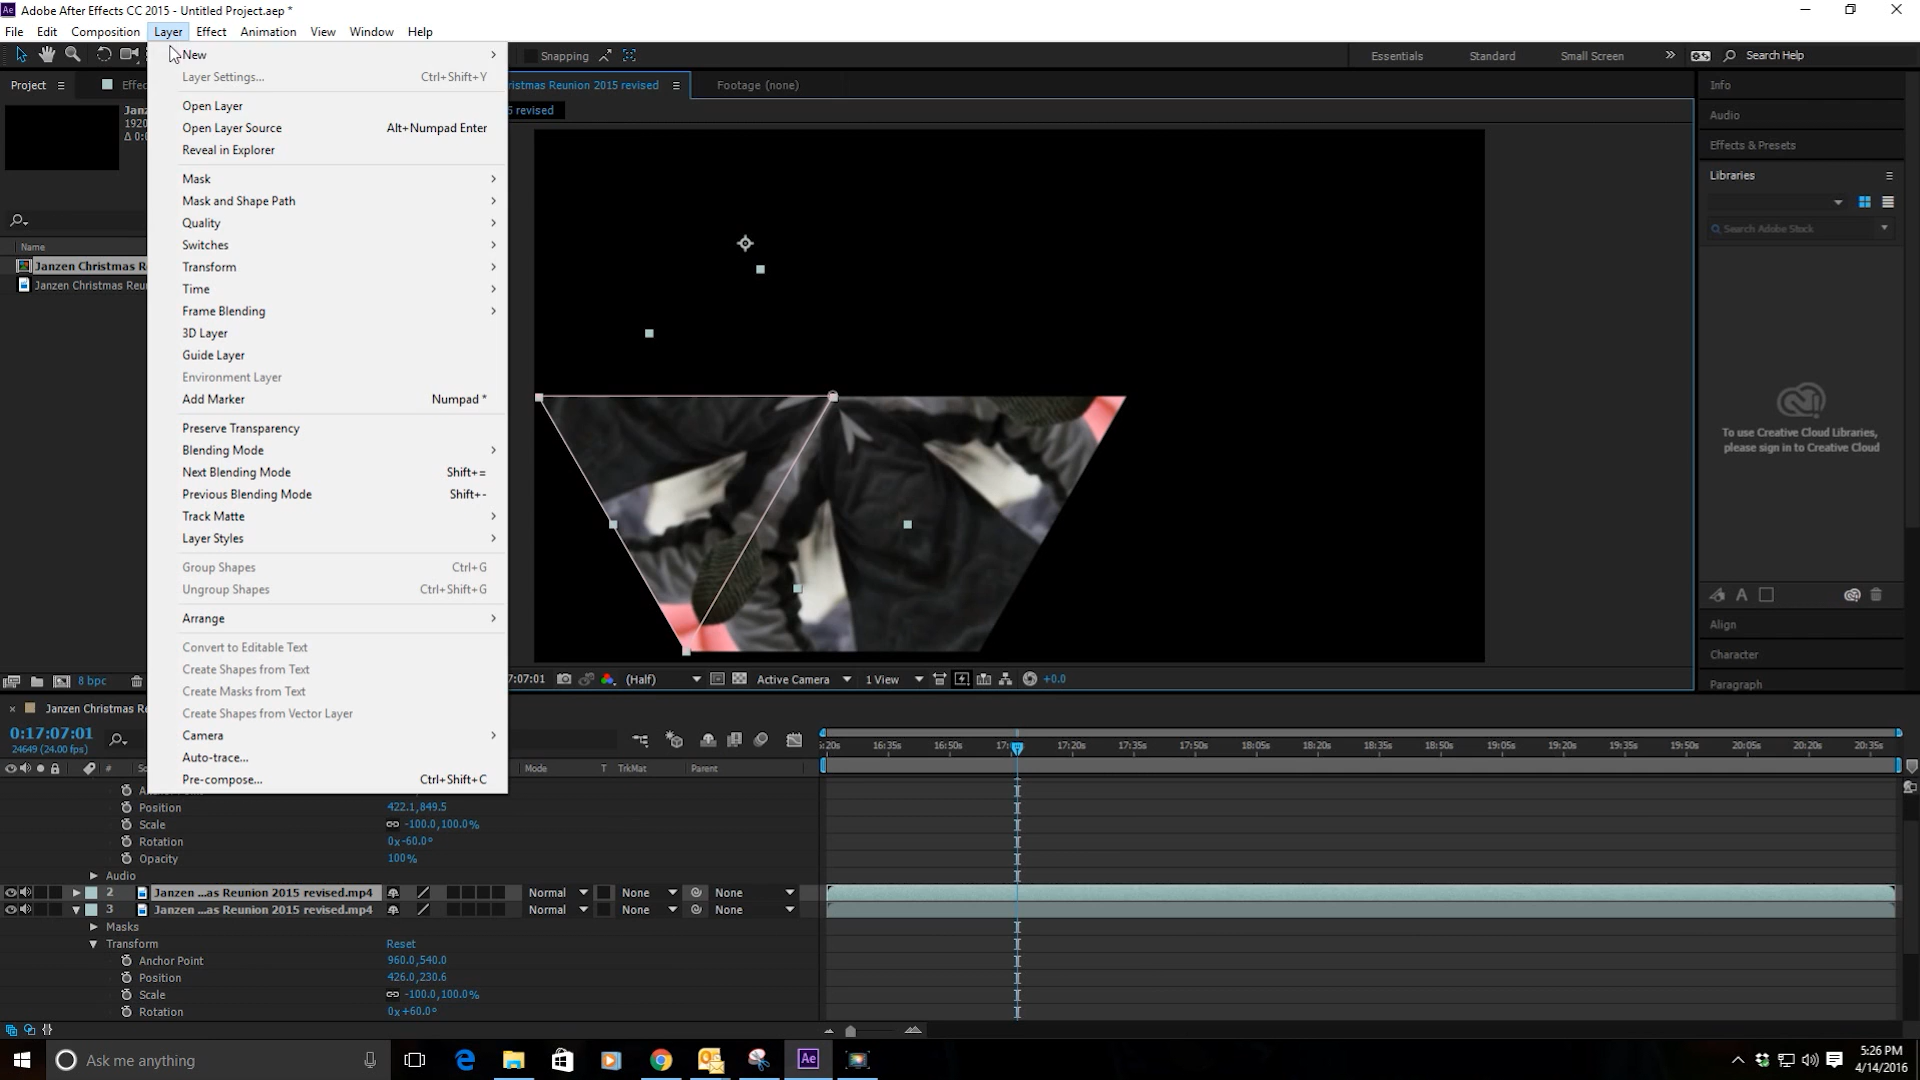 Adobe After Effects CC 2015 - Untitled Project.aep *
File Edit Composition Layer Effect Animation View Window Help
Snapping Essentials Standard Small Screen Search Help
Project Effec
ristmas Reunion 2015 revised
Footage (none)
5 revised
Janz
1920
Δ 0:0
Name
Janzen Christmas R
Janzen Christmas Reu
8 bpc
New
Layer Settings... Ctrl+Shift+Y
Open Layer
Open Layer Source Alt+Numpad Enter
Reveal in Explorer
Mask
Mask and Shape Path
Quality
Switches
Transform
Time
Frame Blending
3D Layer
Guide Layer
Environment Layer
Add Marker Numpad *
Preserve Transparency
Blending Mode
Next Blending Mode Shift+=
Previous Blending Mode Shift+-
Track Matte
Layer Styles
Group Shapes Ctrl+G
Ungroup Shapes Ctrl+Shift+G
Arrange
Convert to Editable Text
Create Shapes from Text
Create Masks from Text
Create Shapes from Vector Layer
Camera
Auto-trace...
Pre-compose... Ctrl+Shift+C
Info
Audio
Effects & Presets
Libraries
Search Adobe Stock
To use Creative Cloud Libraries,
please sign in to Creative Cloud
Align
Character
Paragraph
7:07:01 (Half) Active Camera 1 View +0.0
Janzen Christmas Re
0:17:07:01
24649 (24.00 fps)
# Mode T TrkMat Parent
:20s 16:35s 16:50s 17: 17:20s 17:35s 17:50s 18:05s 18:20s 18:35s 18:50s 19:05s 19:20s 19:35s 19:50s 20:05s 20:20s 20:35s
Position 422.1,849.5
Scale -100.0,100.0%
Rotation 0x-60.0°
Opacity 100%
Audio
2 Janzen ...as Reunion 2015 revised.mp4 Normal None None
3 Janzen ...as Reunion 2015 revised.mp4 Normal None None
Masks
Transform Reset
Anchor Point 960.0,540.0
Position 426.0,230.6
Scale -100.0,100.0%
Rotation 0x+60.0°
Ask me anything
Ae
5:26 PM
4/14/2016